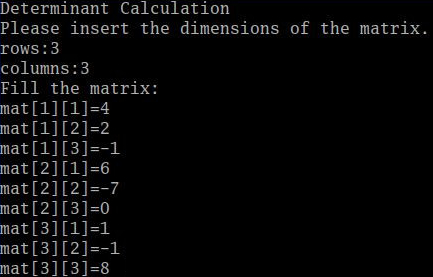 Determinant Calculation
Please insert the dimensions of the matrix.
rows:3
columns:3
Fill the matrix:
mat[1][1]=4
mat[1][2]=2
mat[1][3]=-1
mat[2][1]=6
mat[2][2]=-7
mat[2][3]=0
mat[3][1]=1
mat[3][2]=-1
mat[3][3]=8